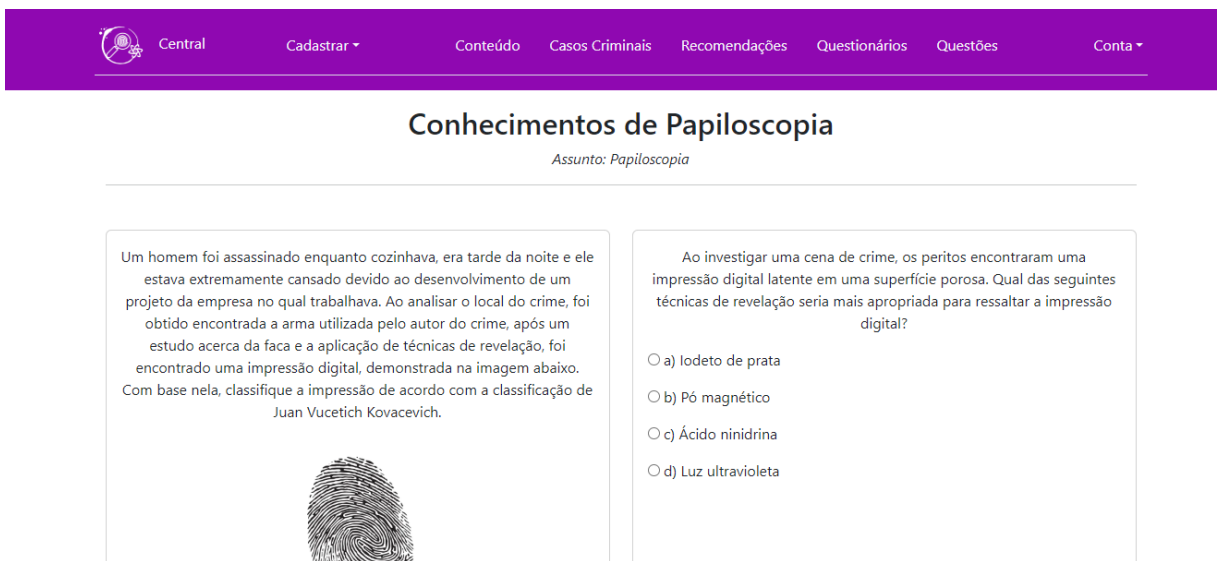 Central Cadastrar Conteúdo Casos Criminais Recomendações Questionários Questões Conta
Conhecimentos de Papiloscopia
Assunto: Papiloscopia
Um homem foi assassinado enquanto cozinhava, era tarde da noite e ele
estava extremamente cansado devido ao desenvolvimento de um
projeto da empresa no qual trabalhava. Ao analisar o local do crime, foi
obtido encontrada a arma utilizada pelo autor do crime, após um
estudo acerca da faca e a aplicação de técnicas de revelação, foi
encontrado uma impressão digital, demonstrada na imagem abaixo.
Com base nela, classifique a impressão de acordo com a classificação de
Juan Vucetich Kovacevich.
Ao investigar uma cena de crime, os peritos encontraram uma
impressão digital latente em uma superfície porosa. Qual das seguintes
técnicas de revelação seria mais apropriada para ressaltar a impressão
digital?
a) Iodeto de prata
b) Pó magnético
c) Ácido ninidrina
d) Luz ultravioleta